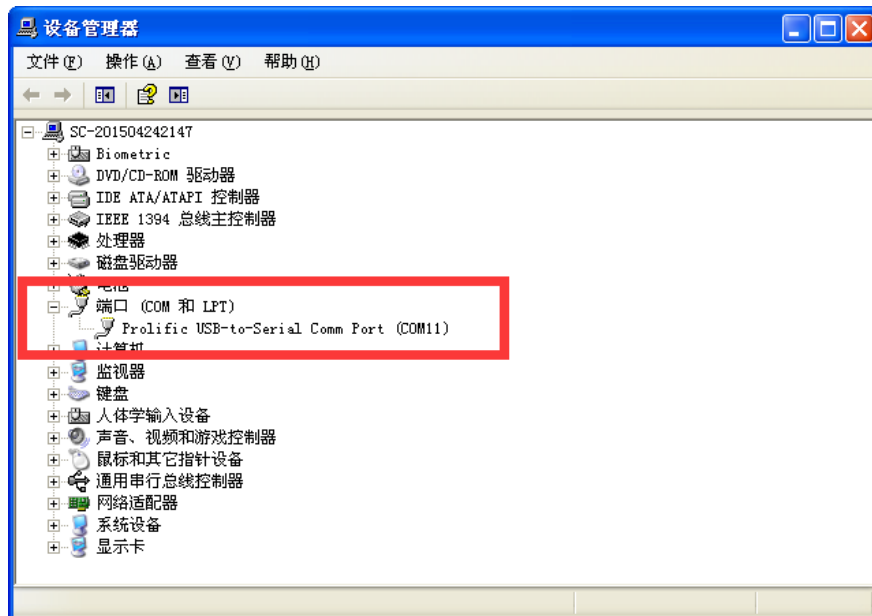 设备管理器
文件(F) 操作(A) 查看(V) 帮助(H)
SC-201504242147
Biometric
DVD/CD-ROM 驱动器
IDE ATA/ATAPI 控制器
IEEE 1394 总线主控制器
处理器
磁盘驱动器
电池
端口 (COM 和 LPT)
Prolific USB-to-Serial Comm Port (COM11)
计算机
监视器
键盘
人体学输入设备
声音、视频和游戏控制器
鼠标和其它指针设备
通用串行总线控制器
网络适配器
系统设备
显示卡